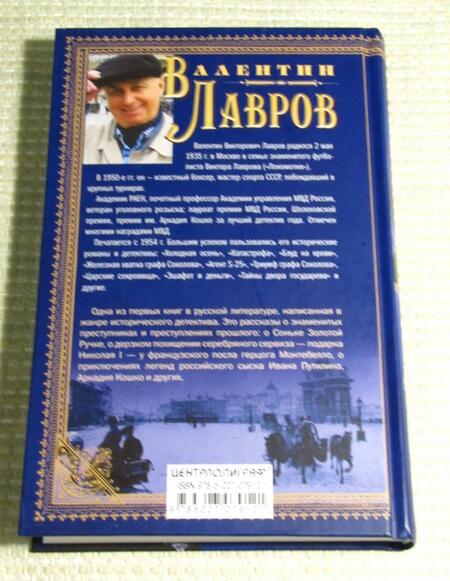 Валентин
Лавров
Валентин Викторович Лавров родился 2 мая
1935 г. в Москве в семье знаменитого футбо-
листа Виктора Лаврова («Локомотив»).
В 1950-е гг. он — известный боксер, мастер спорта СССР, побеждавший в
крупных турнирах.
Академик РАЕН, почетный профессор Академии управления МВД России,
ветеран уголовного розыска; лауреат премии МВД России, Шолоховской
премии, премии им. Аркадия Кошко за лучший детектив года. Отмечен
многими наградами МВД.
Печатается с 1954 г. Большим успехом пользовались его исторические
романы и детективы: «Холодная осень», «Катастрофа», «Блуд на крови»,
«Железная хватка графа Соколова», «Агент S-25», «Триумф графа Соколова»,
«Царские сокровища», «Эшафот и деньги», «Тайны двора государева» и
другие.
Одна из первых книг в русской литературе, написанная в
жанре исторического детектива. Это рассказы о знаменитых
преступниках и преступлениях прошлого: о Соньке Золотой
Ручке, о дерзком похищении серебряного сервиза — подарка
Николая I — у французского посла герцога Монтебелло, о
приключениях легенд российского сыска Ивана Путилина,
Аркадия Кошко и других.
ЦЕНТРПОЛИГРАФ